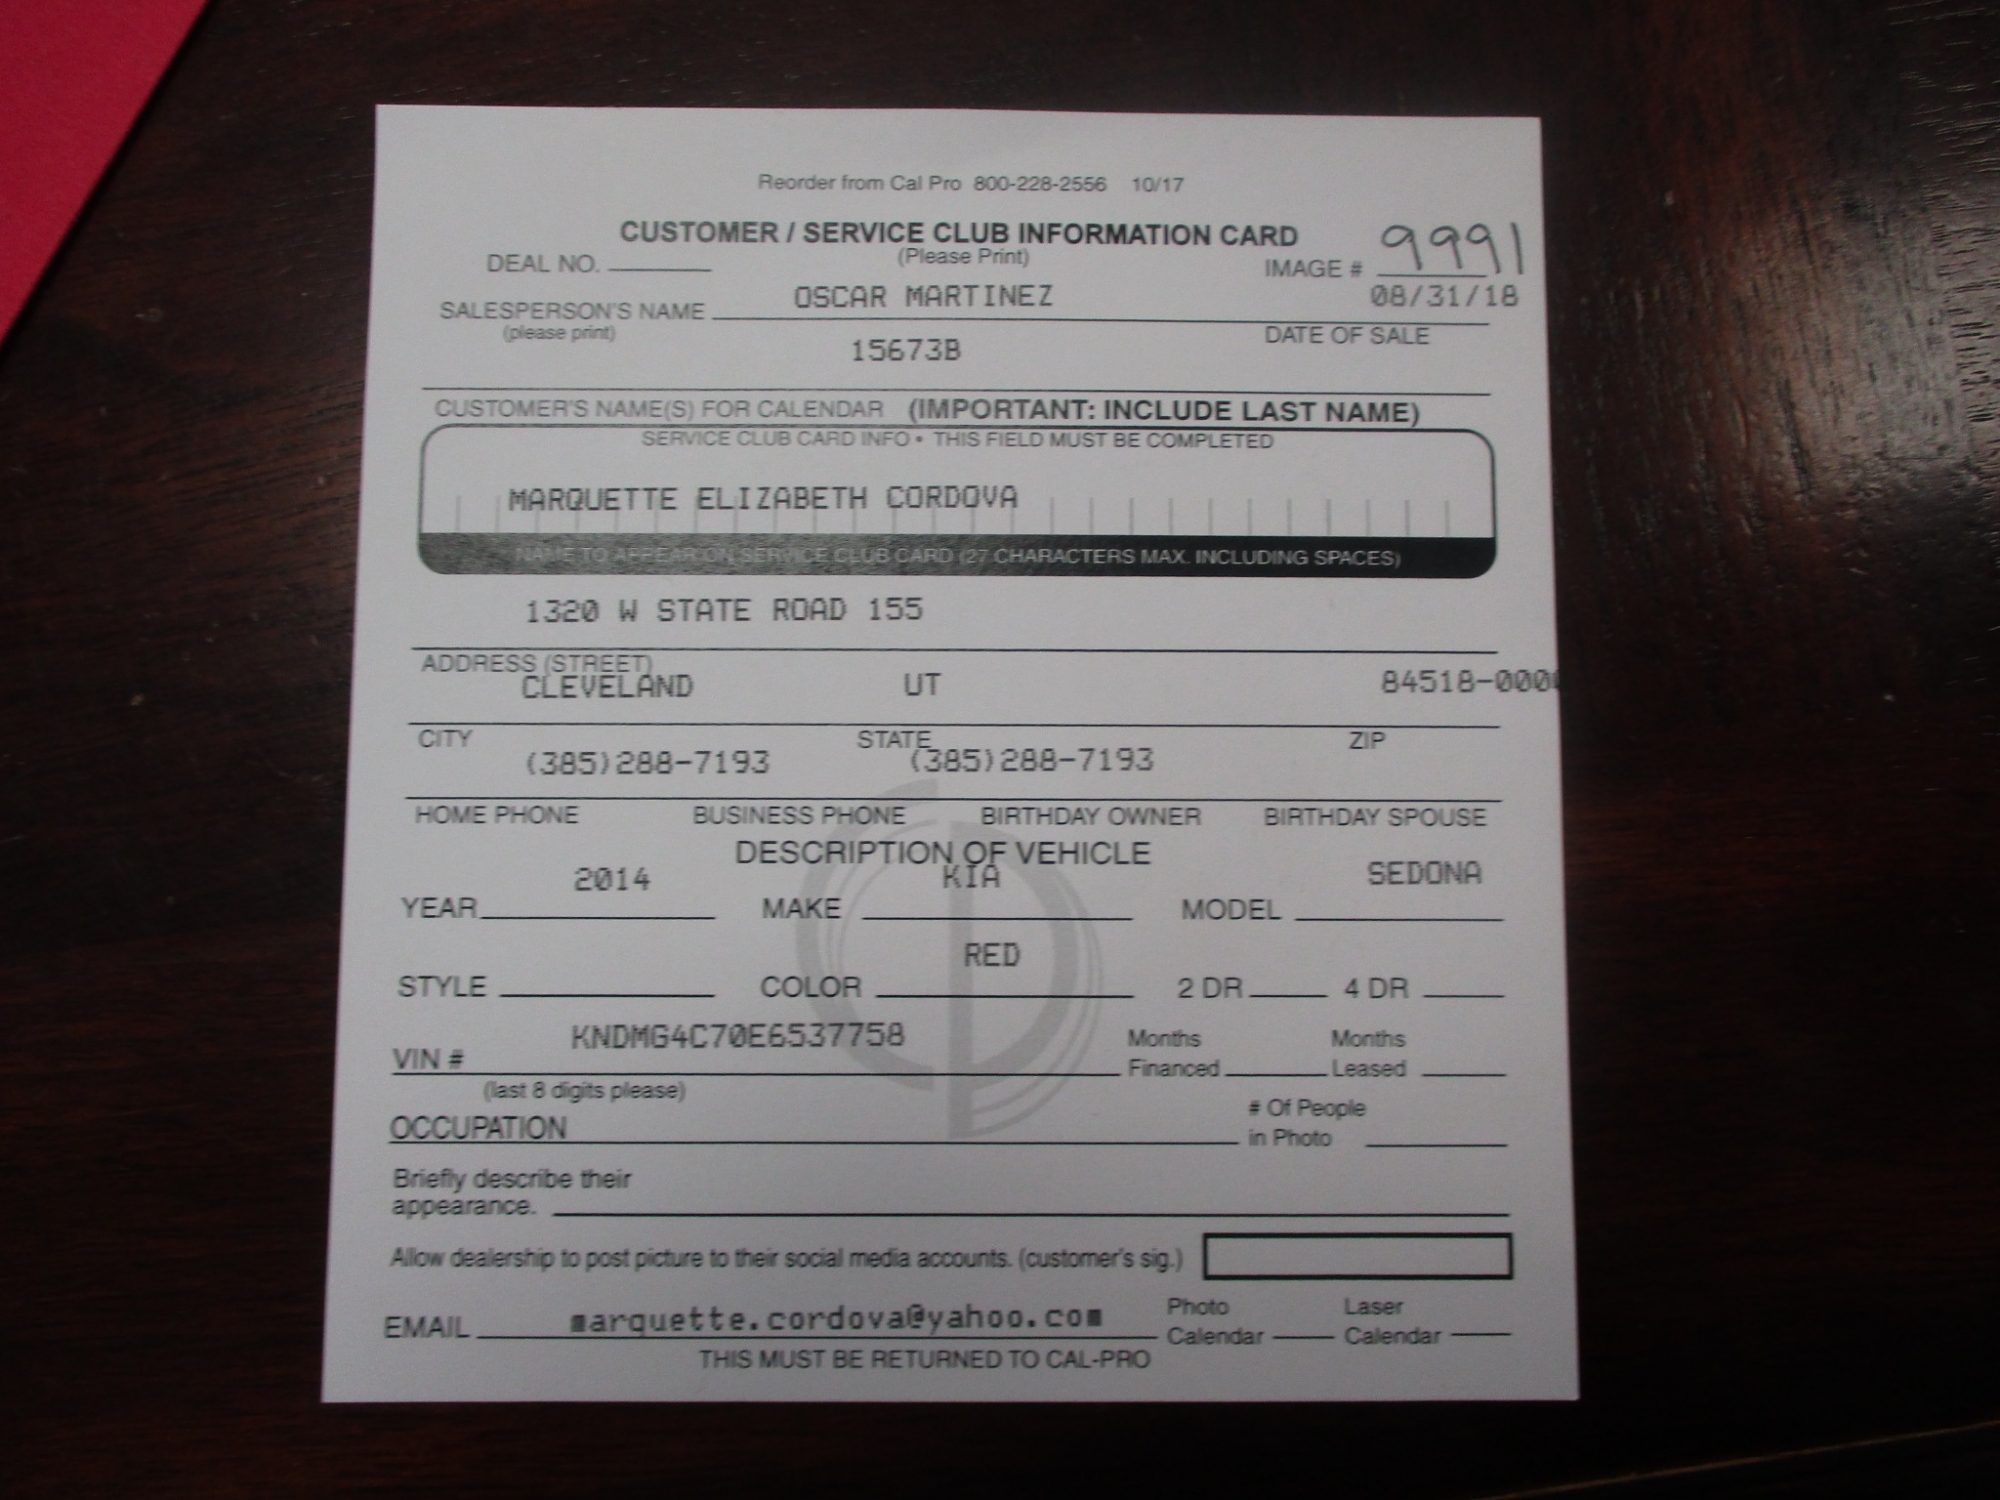 Reorder from Cal Pro 800-228-2556 10/17
CUSTOMER / SERVICE CLUB INFORMATION CARD
(Please Print)
DEAL NO.
IMAGE # 9991
SALESPERSON'S NAME OSCAR MARTINEZ 08/31/18
(please print)
DATE OF SALE
15673B
CUSTOMER'S NAME(S) FOR CALENDAR (IMPORTANT: INCLUDE LAST NAME)
SERVICE CLUB CARD INFO • THIS FIELD MUST BE COMPLETED
MARQUETTE ELIZABETH CORDOVA
NAME TO APPEAR ON SERVICE CLUB CARD (27 CHARACTERS MAX. INCLUDING SPACES)
1320 W STATE ROAD 155
ADDRESS (STREET)
CLEVELAND UT 84518-0000
CITY STATE ZIP
(385)288-7193 (385)288-7193
HOME PHONE BUSINESS PHONE BIRTHDAY OWNER BIRTHDAY SPOUSE
DESCRIPTION OF VEHICLE
YEAR 2014 MAKE KIA MODEL SEDONA
STYLE COLOR RED 2 DR 4 DR
VIN # KNDMG4C70E6537758
Months Financed
Months Leased
(last 8 digits please)
OCCUPATION
# Of People
in Photo
Briefly describe their
appearance.
Allow dealership to post picture to their social media accounts. (customer's sig.)
EMAIL marquette.cordova@yahoo.com
Photo Calendar
Laser Calendar
THIS MUST BE RETURNED TO CAL-PRO